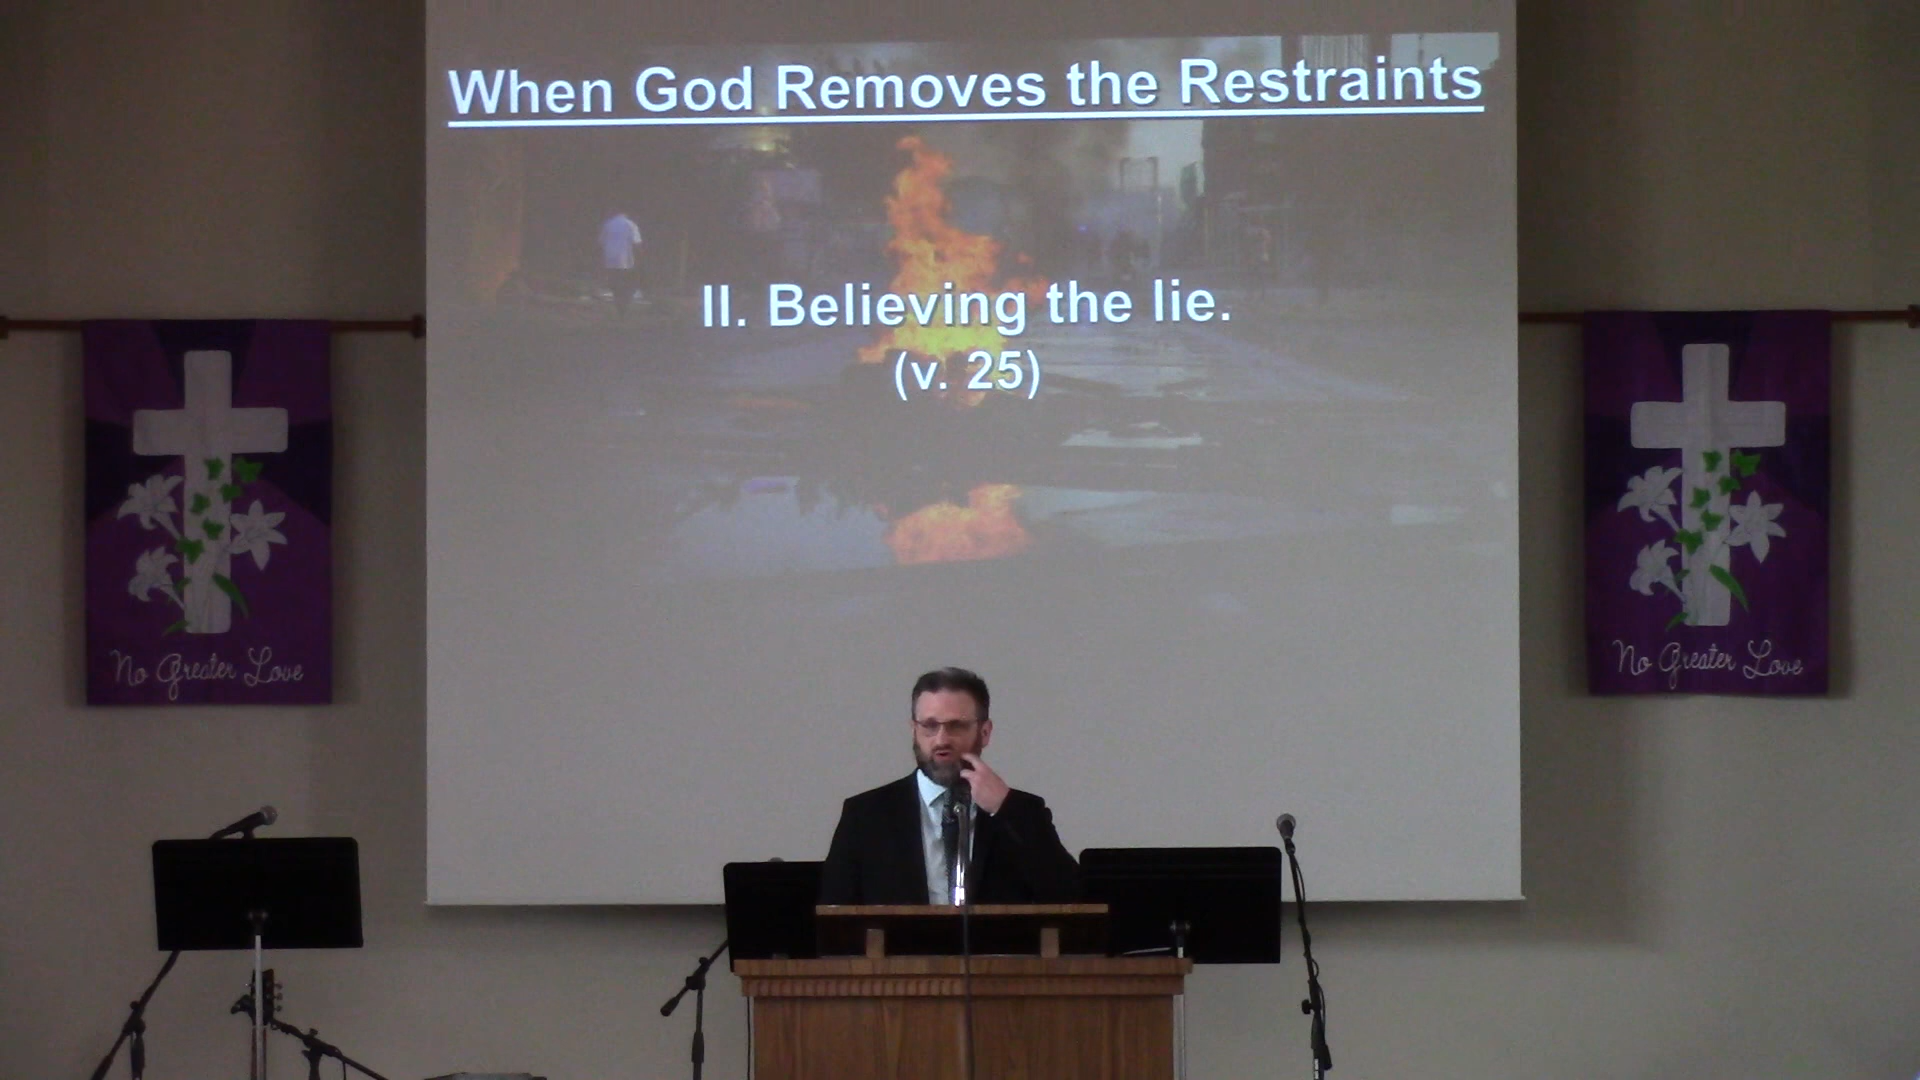 When God Removes the Restraints
II. Believing the lie.
(v. 25)
No Greater Love
No Greater Love